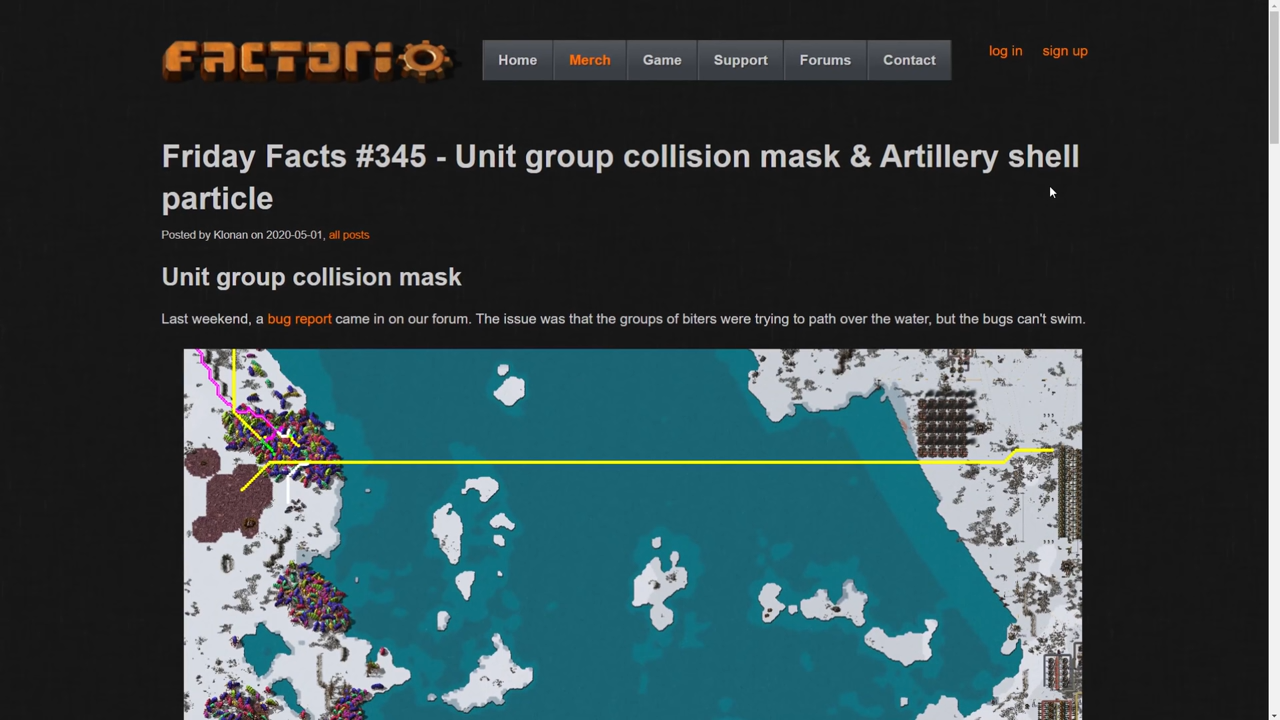 FACTORIO
Home Merch Game Support Forums Contact
log in sign up
Friday Facts #345 - Unit group collision mask & Artillery shell
particle
Posted by Klonan on 2020-05-01, all posts
Unit group collision mask
Last weekend, a bug report came in on our forum. The issue was that the groups of biters were trying to path over the water, but the bugs can't swim.